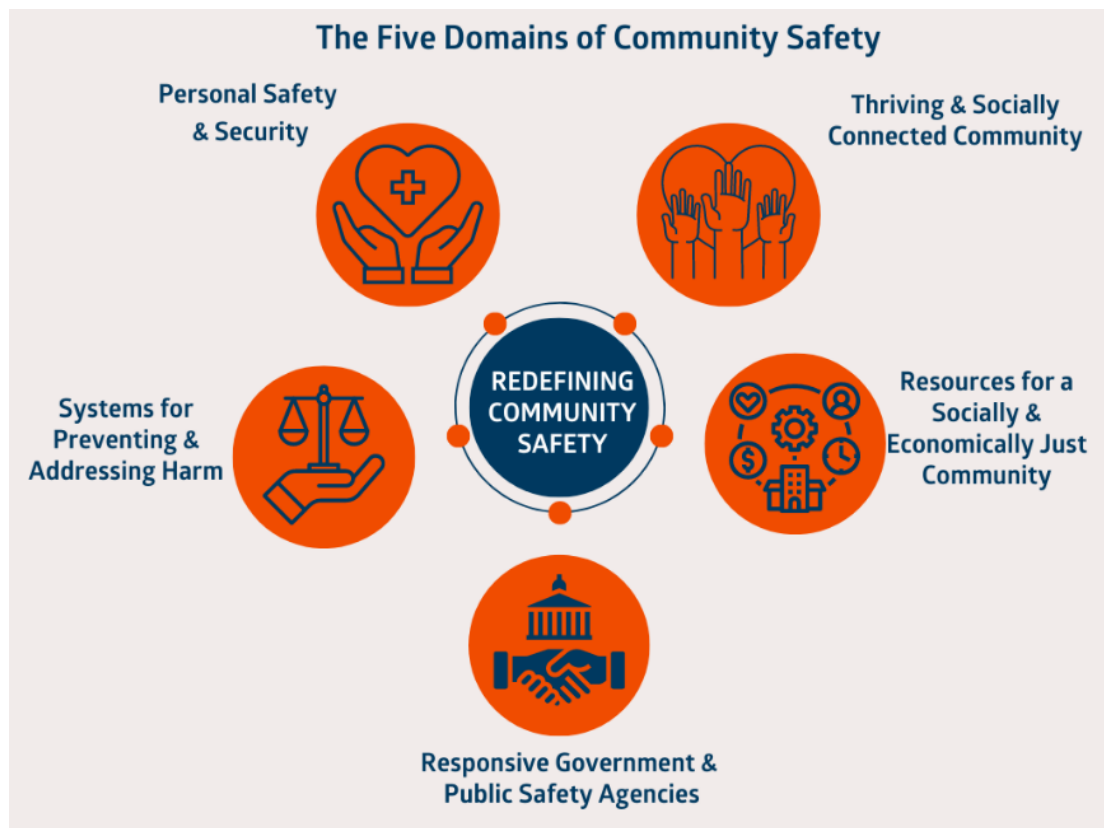 The Five Domains of Community Safety
Personal Safety
& Security
Thriving & Socially
Connected Community
REDEFINING
COMMUNITY
SAFETY
Systems for
Preventing &
Addressing Harm
Resources for a
Socially &
Economically Just
Community
$
Responsive Government &
Public Safety Agencies